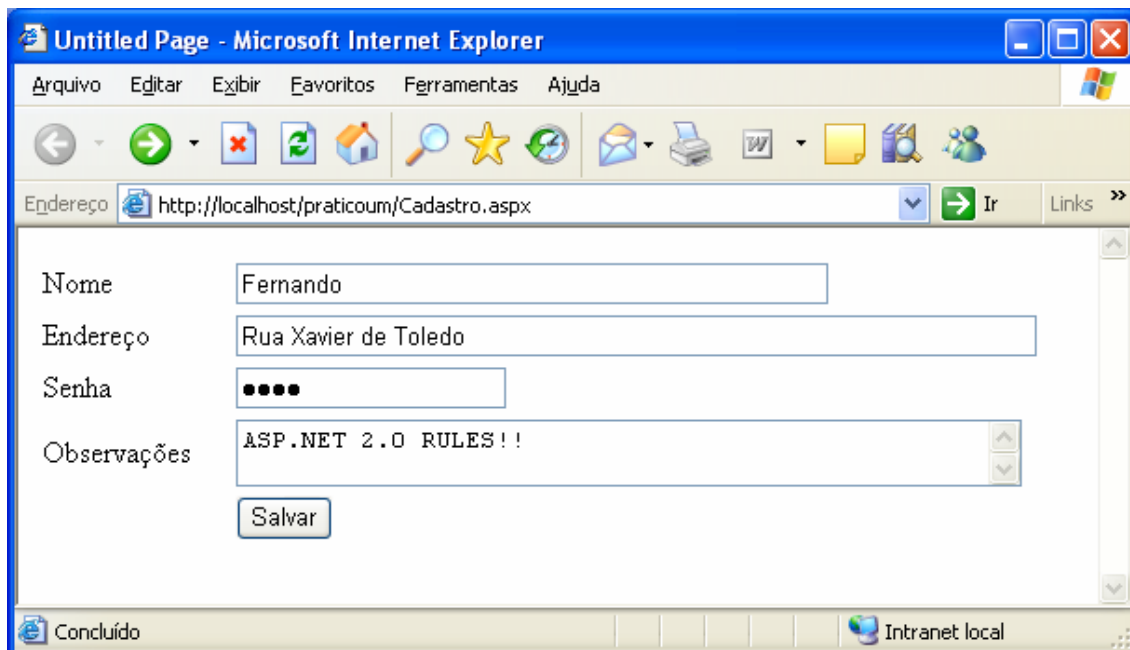 Untitled Page - Microsoft Internet Explorer
Arquivo Editar Exibir Favoritos Ferramentas Ajuda
W
Endereço http://localhost/praticoum/Cadastro.aspx Ir Links »
Nome Fernando
Endereço Rua Xavier de Toledo
Senha ●●●●
Observações ASP.NET 2.0 RULES!!
Salvar
Concluído Intranet local